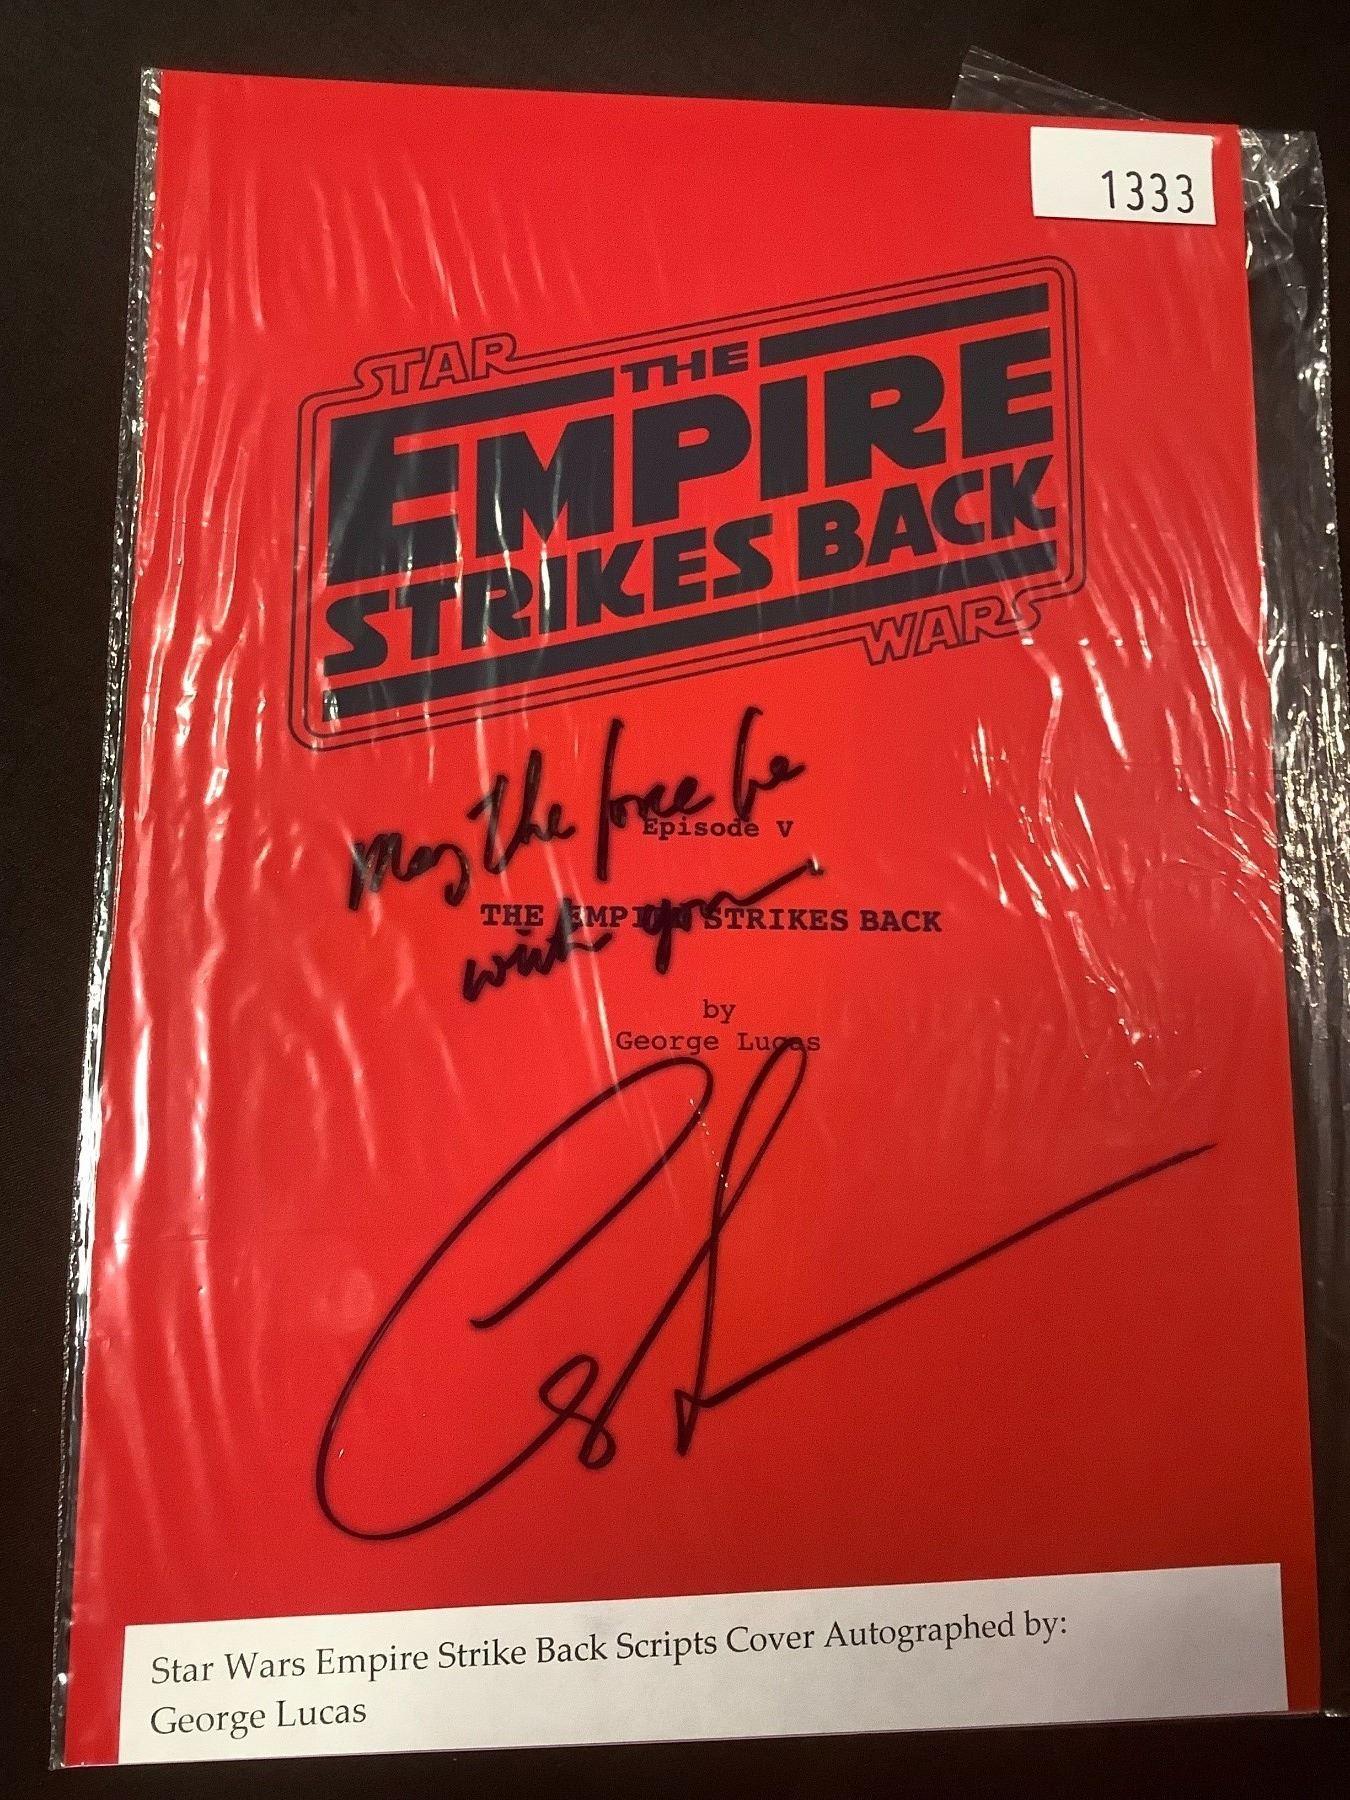 1333
STAR
THE
EMPIRE
STRIKES BACK
WARS
May the force be
Episode V
THE EMPIRE STRIKES BACK
with you
by
George Lucas
Star Wars Empire Strike Back Scripts Cover Autographed by:
George Lucas